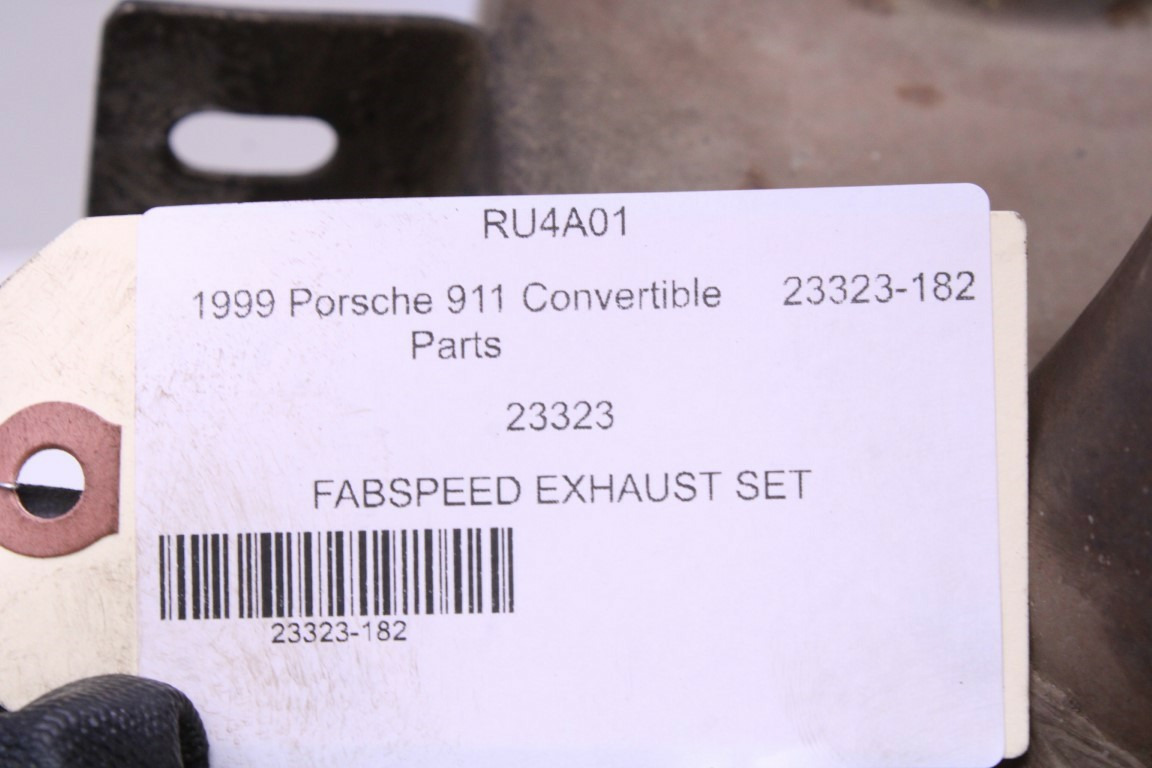 RU4A01
1999 Porsche 911 Convertible 23323-182
Parts
23323
FABSPEED EXHAUST SET
23323-182